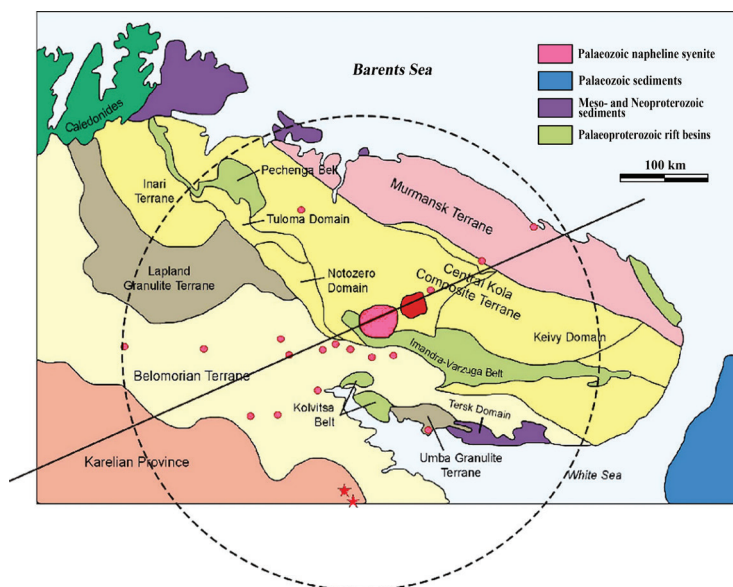 Barents Sea
Palaeozoic napheline syenite
Palaeozoic sediments
Meso- and Neoproterozoic
sediments
Palaeoproterozoic rift besins
100 km
Caledonides
Inari
Terrane
Pechenga Belt
Tuloma Domain
Murmansk Terrane
Lapland
Granulite Terrane
Notozero
Domain
Central Kola
Composite Terrane
Keivy Domain
Imandra-Varzuga Belt
Belomorian Terrane
Kolvitsa
Belt
Tersk Domain
Umba Granulite
Terrane
Karelian Province
White Sea